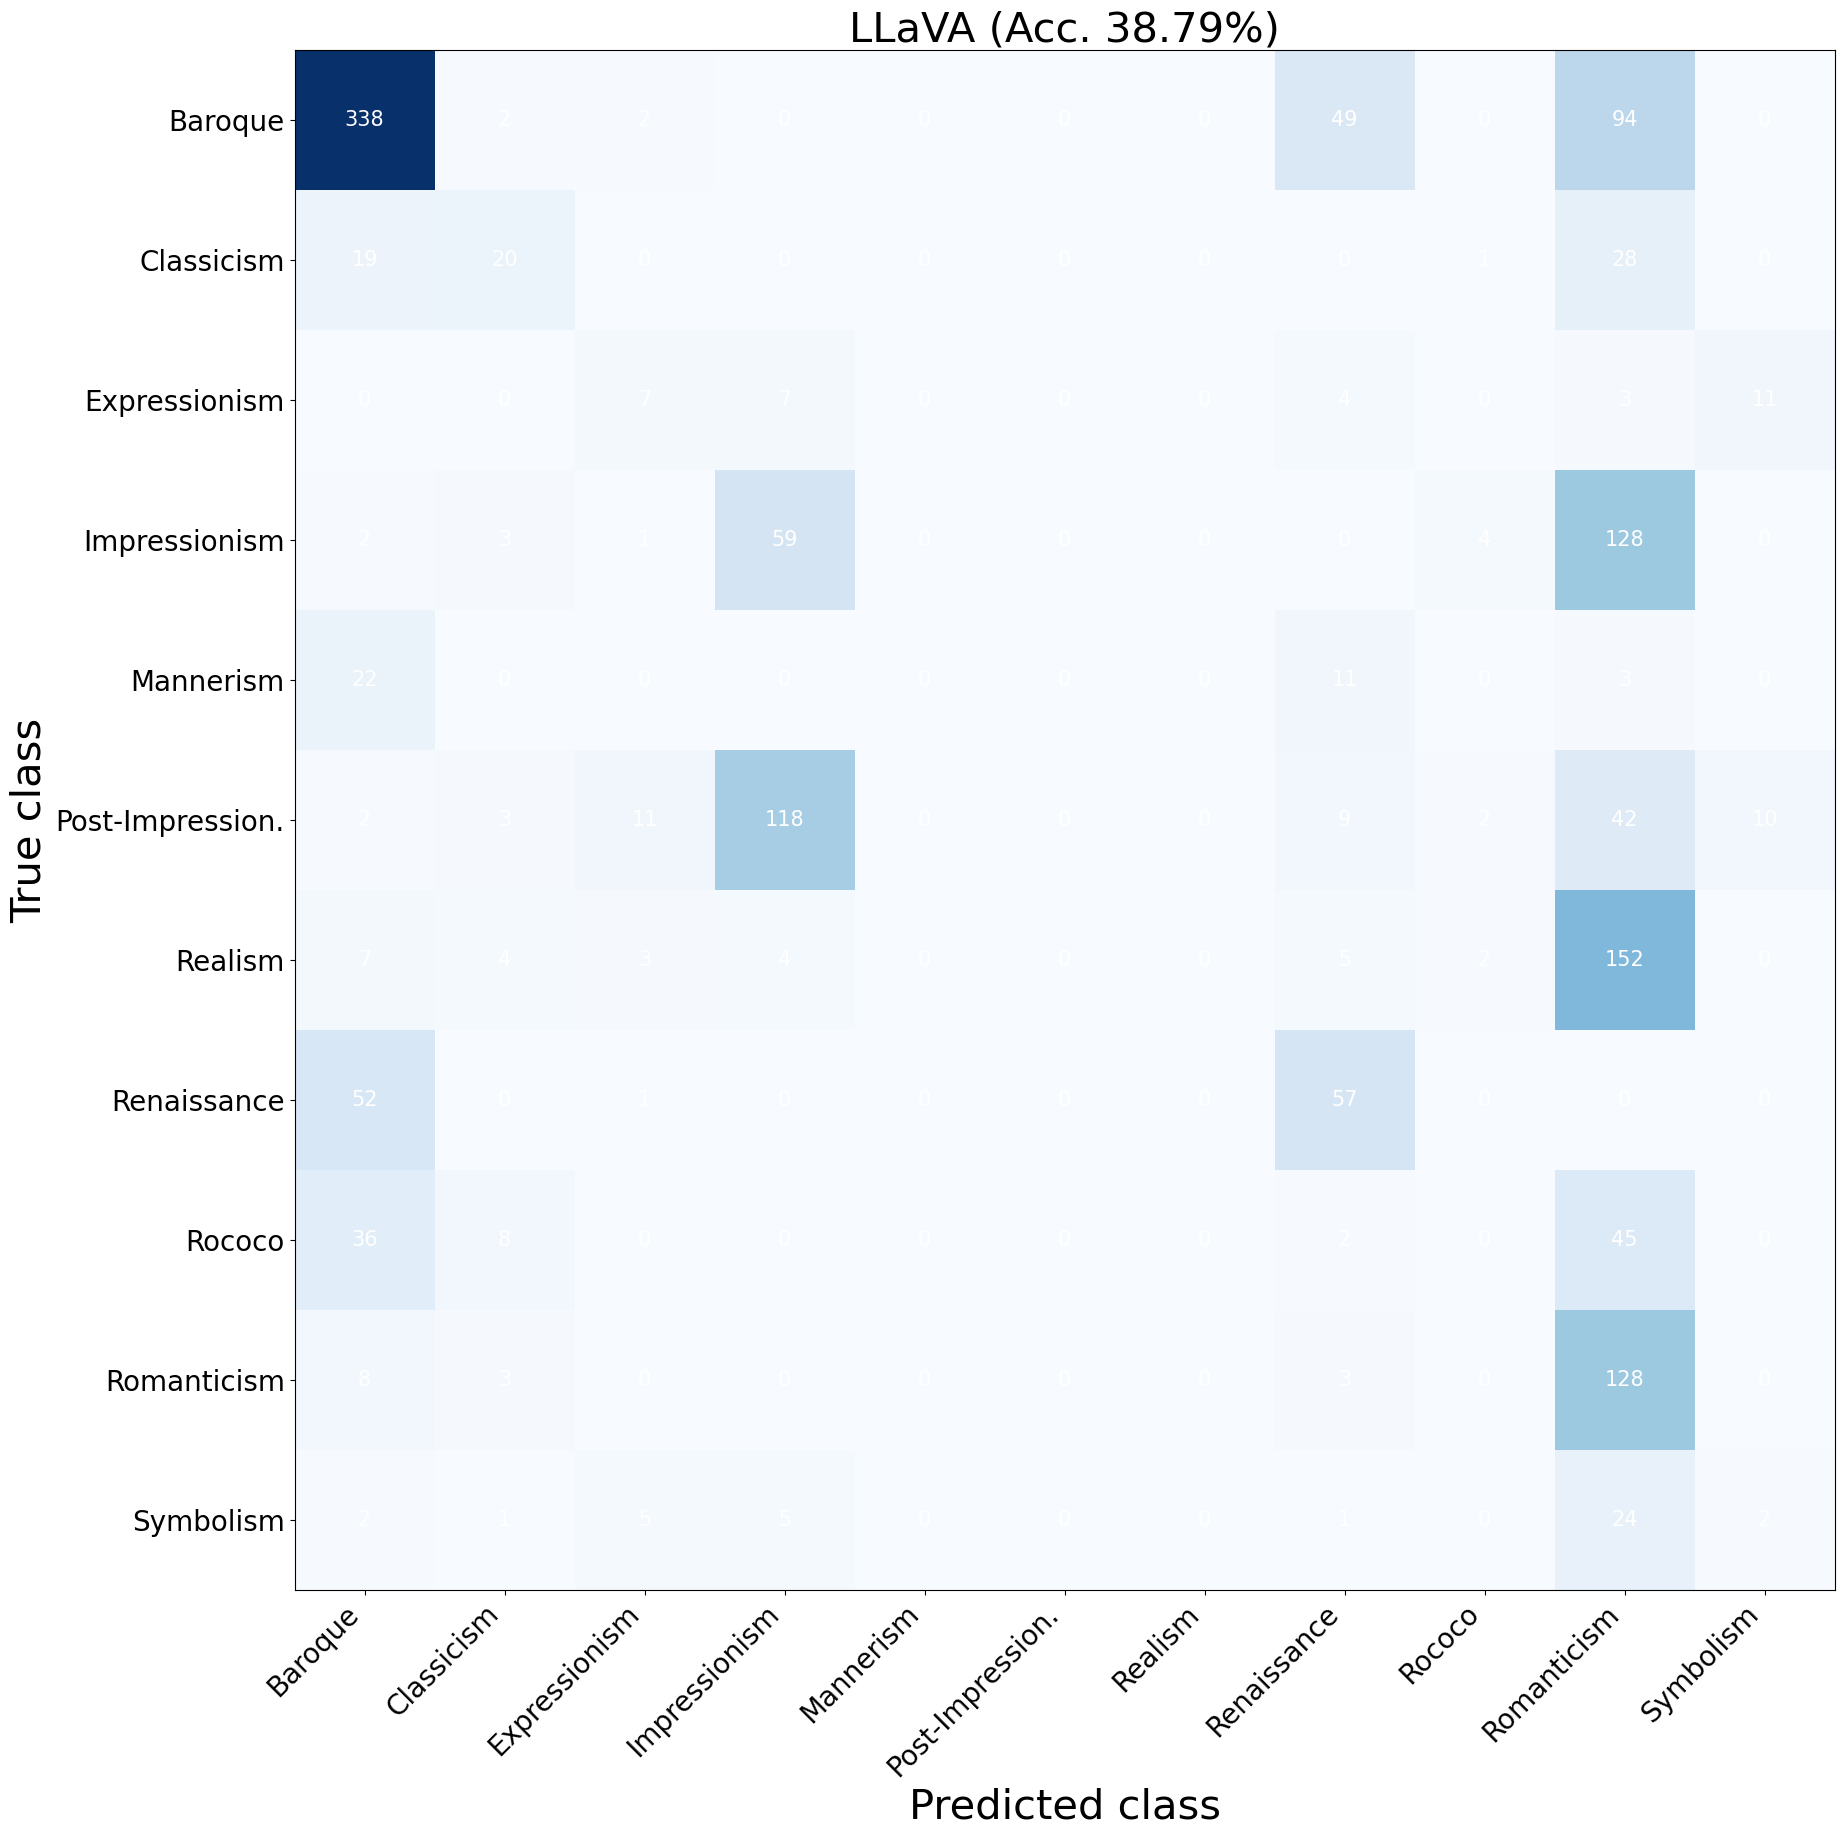 LLaVA (Acc. 38.79%)
True class
Baroque 338 2 2 0 0 0 0 49 0 94 0
Classicism 19 20 0 0 0 0 0 0 1 28 0
Expressionism 0 0 7 7 0 0 0 4 0 3 11
Impressionism 2 3 1 59 0 0 0 0 4 128 0
Mannerism 22 0 0 0 0 0 0 11 0 3 0
Post-Impression. 2 3 11 118 0 0 0 9 2 42 10
Realism 7 4 3 4 0 0 0 5 2 152 0
Renaissance 52 0 1 0 0 0 0 57 0 0 0
Rococo 36 8 0 0 0 0 0 2 0 45 0
Romanticism 8 3 0 0 0 0 0 3 0 128 0
Symbolism 2 1 5 5 0 0 0 1 0 24 2
Baroque Classicism Expressionism Impressionism Mannerism Post-Impression. Realism Renaissance Rococo Romanticism Symbolism
Predicted class